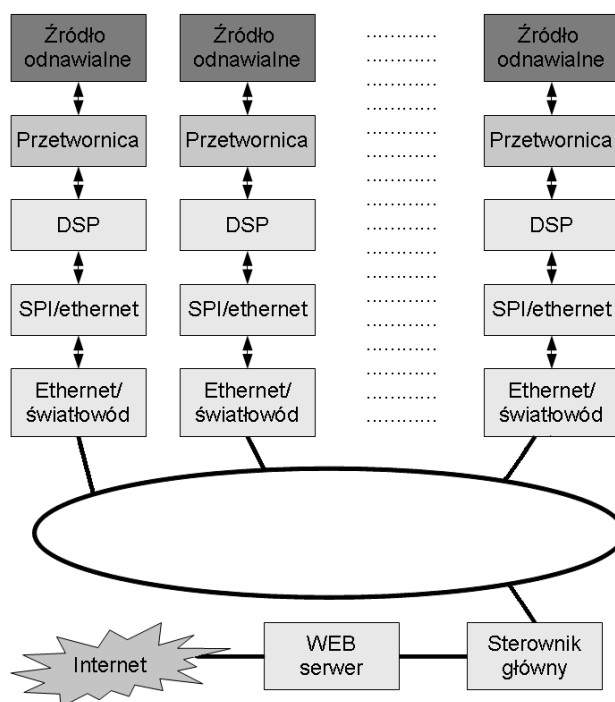 Źródło
odnawialne
Źródło
odnawialne
Źródło
odnawialne
Przetwornica
Przetwornica
Przetwornica
DSP
DSP
DSP
SPI/ethernet
SPI/ethernet
SPI/ethernet
Ethernet/
światłowód
Ethernet/
światłowód
Ethernet/
światłowód
Internet
WEB
serwer
Sterownik
główny